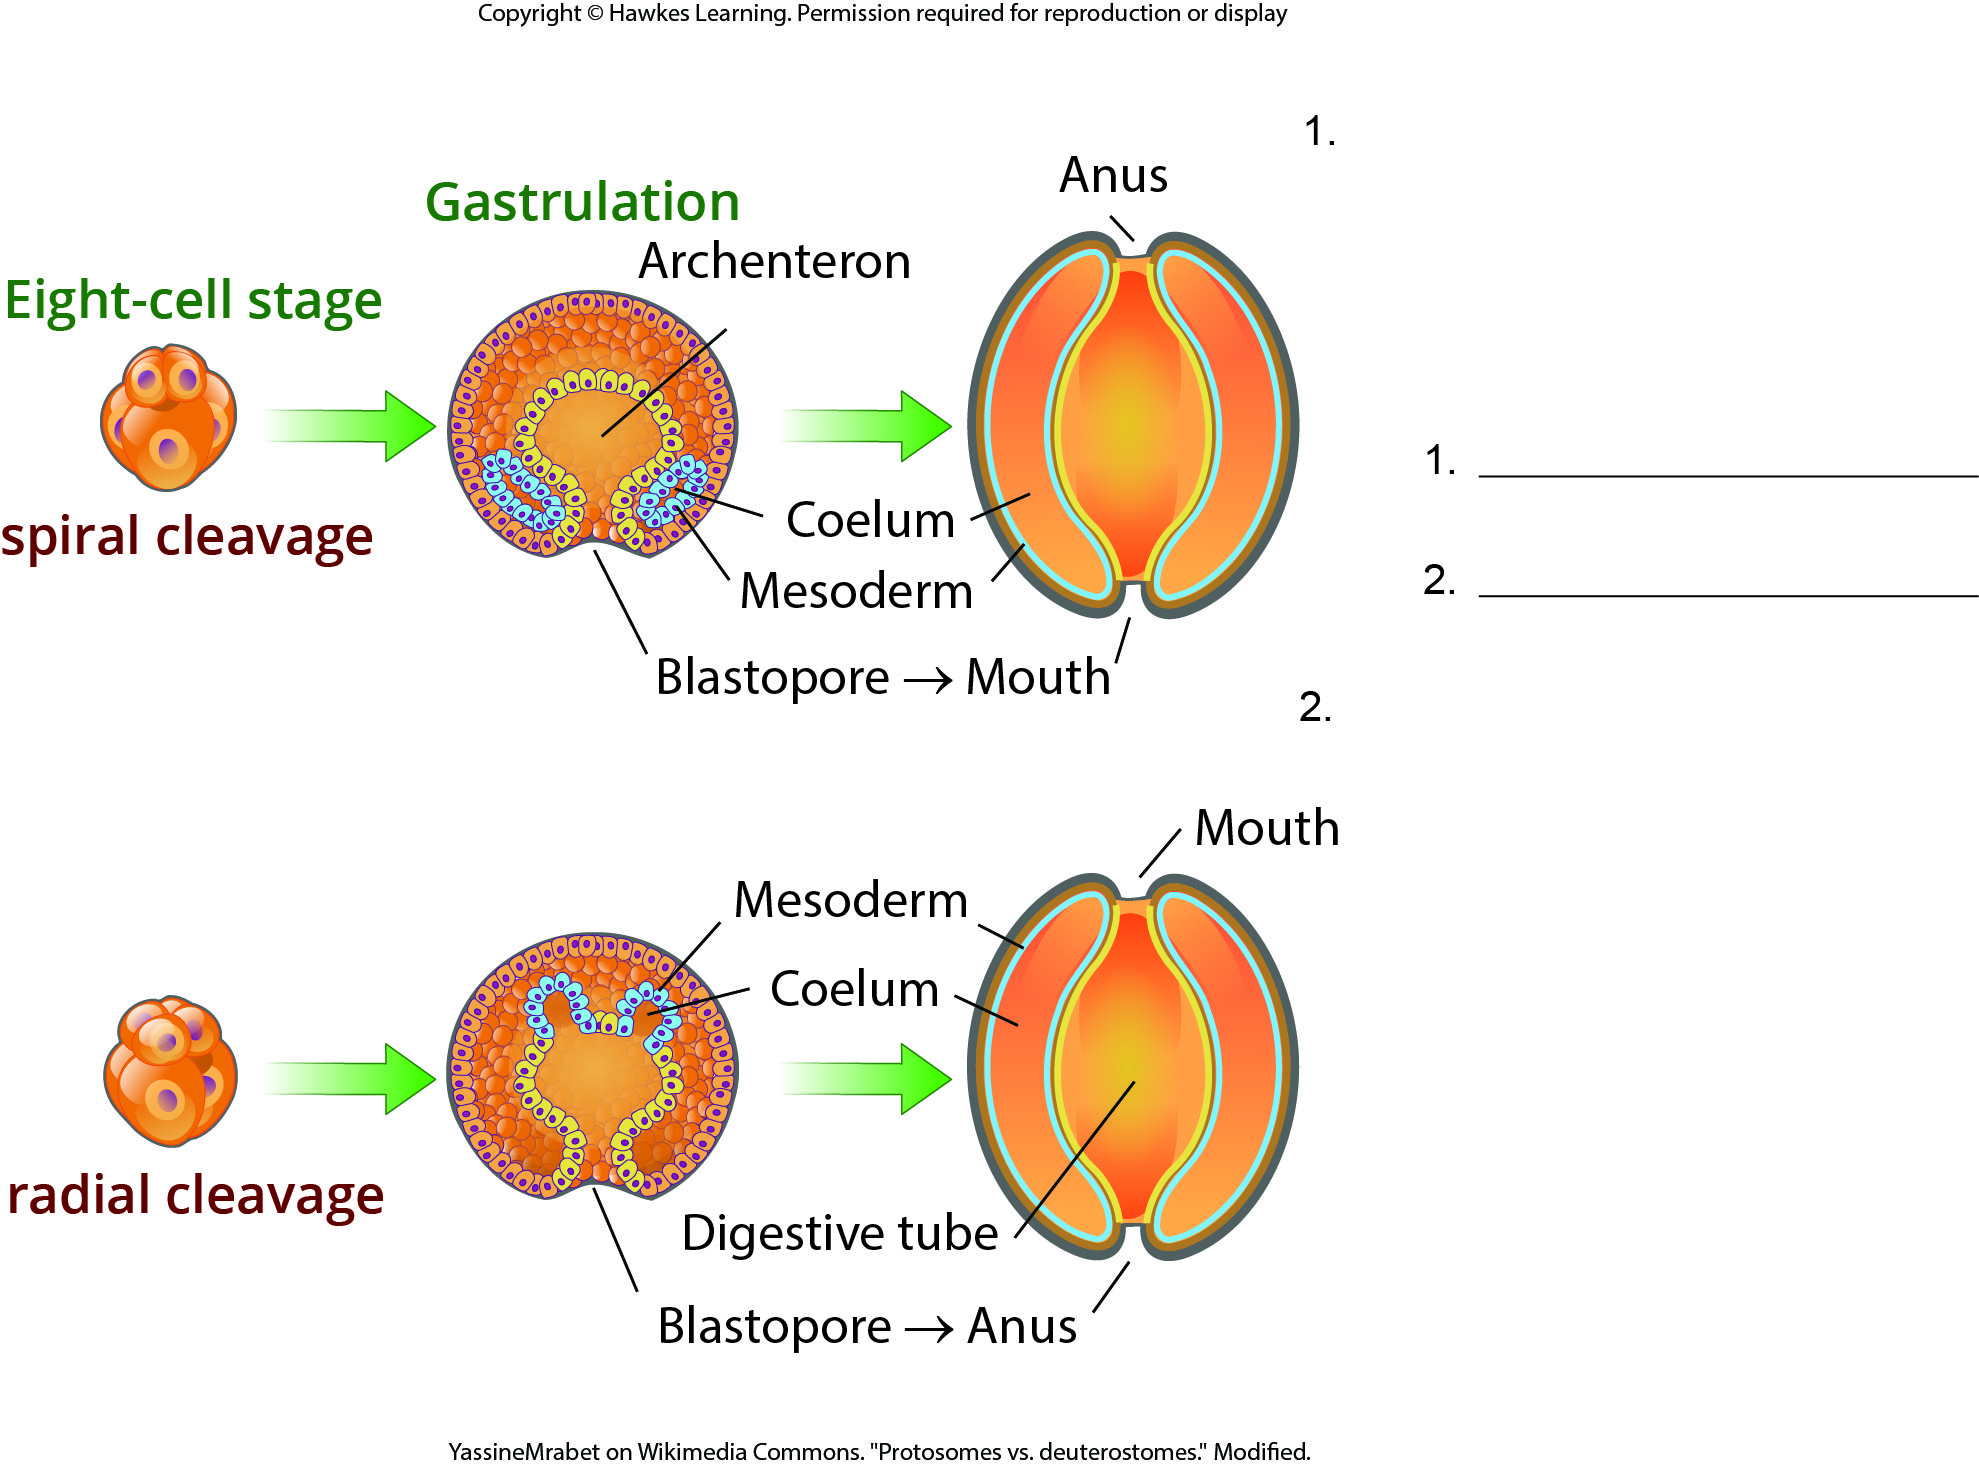 Copyright © Hawkes Learning. Permission required for reproduction or display
1.
Anus
Gastrulation
Archenteron
Eight-cell stage
spiral cleavage
Coelum
Mesoderm
Blastopore → Mouth
1. ____________________
2. ____________________
2.
Mouth
Mesoderm
Coelum
radial cleavage
Digestive tube
Blastopore → Anus
YassineMrabet on Wikimedia Commons. "Protosomes vs. deuterostomes." Modified.